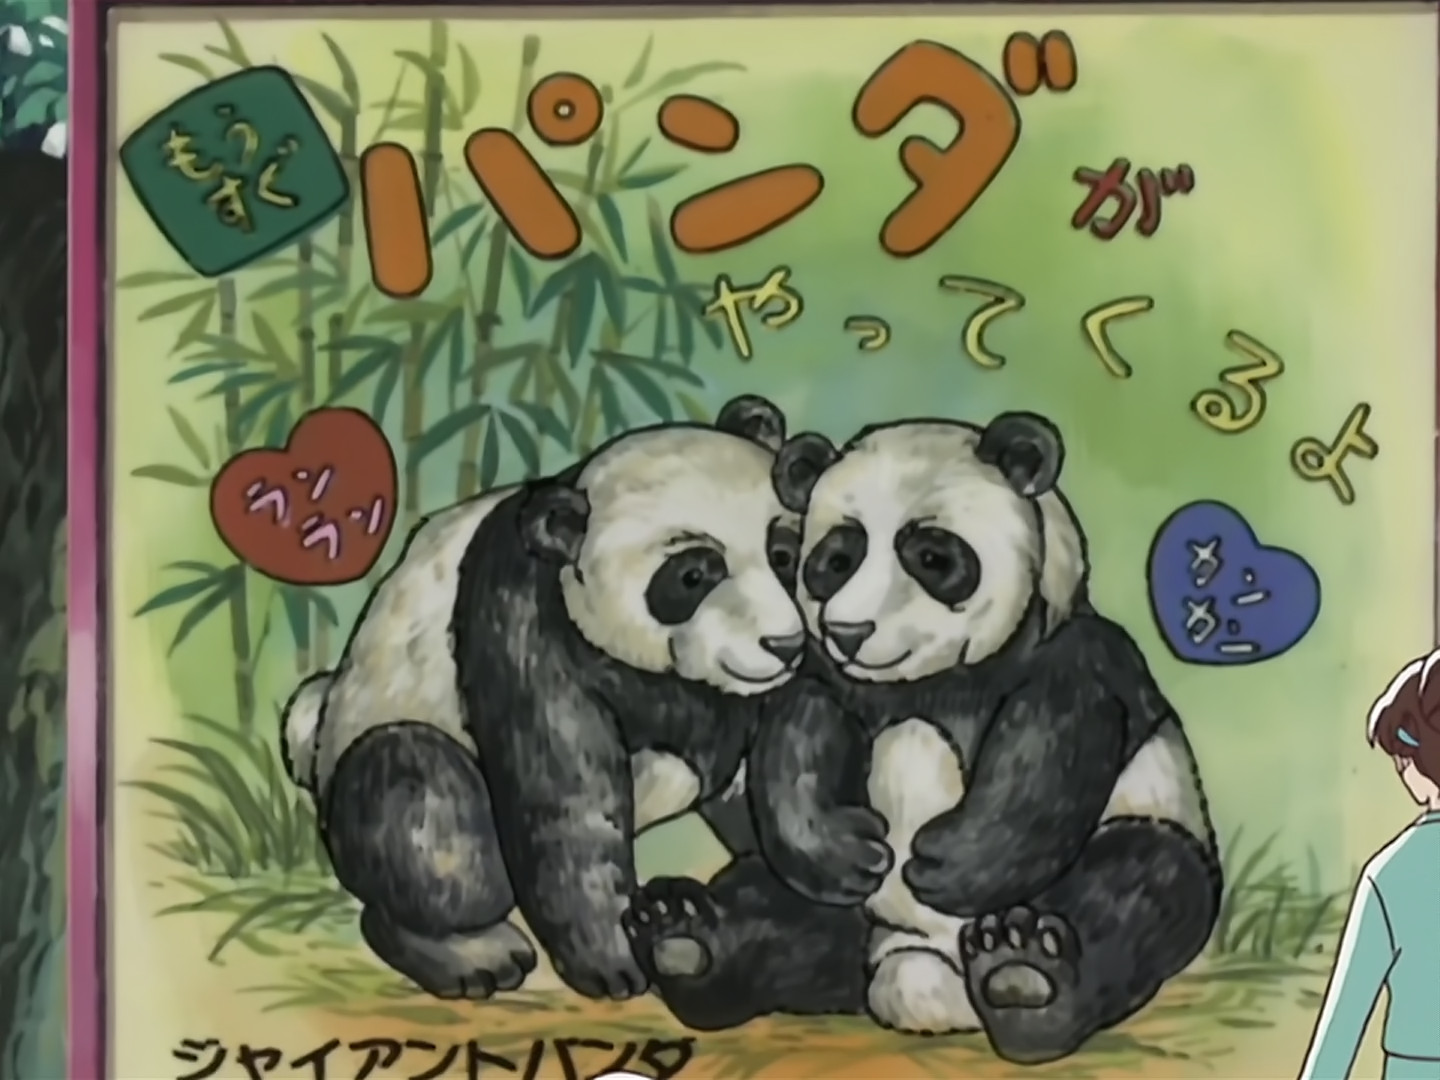 もうすぐ
パンダが
やってくるよ
ラン
ラン
カン
カン
ジャイアントパンダ